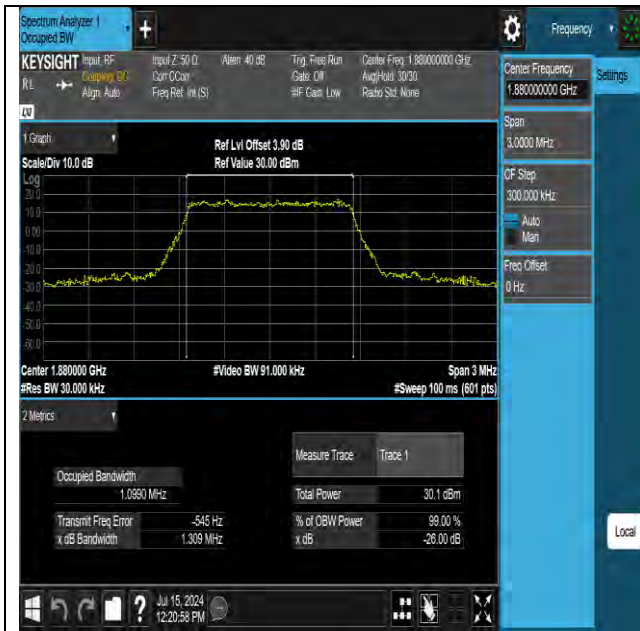 Spectrum Analyzer 1
Occupied BW
+
Frequency
KEYSIGHT
RL
Input: RF
Coupling: DC
Align: Auto
Input Z: 50 Ω
Corr CCorr
Freq Ref: Int (S)
Atten: 40 dB
Trig: Free Run
Gate: Off
#IF Gain: Low
Center Freq: 1.880000000 GHz
Avg|Hold: 30/30
Radio Std: None
Center Frequency
1.880000000 GHz
Settings
Span
3.0000 MHz
CF Step
300.000 kHz
Auto
Man
Freq Offset
0 Hz
1 Graph
Scale/Div 10.0 dB
Ref Lvl Offset 3.90 dB
Ref Value 30.00 dBm
Log
20.0
10.0
0.00
-10.0
-20.0
-30.0
-40.0
-50.0
-60.0
Center 1.880000 GHz
#Res BW 30.000 kHz
#Video BW 91.000 kHz
Span 3 MHz
#Sweep 100 ms (601 pts)
2 Metrics
Occupied Bandwidth
1.0990 MHz
Transmit Freq Error -545 Hz
x dB Bandwidth 1.309 MHz
Measure Trace Trace 1
Total Power 30.1 dBm
% of OBW Power 99.00 %
x dB -26.00 dB
Local
?
Jul 15, 2024
12:20:58 PM